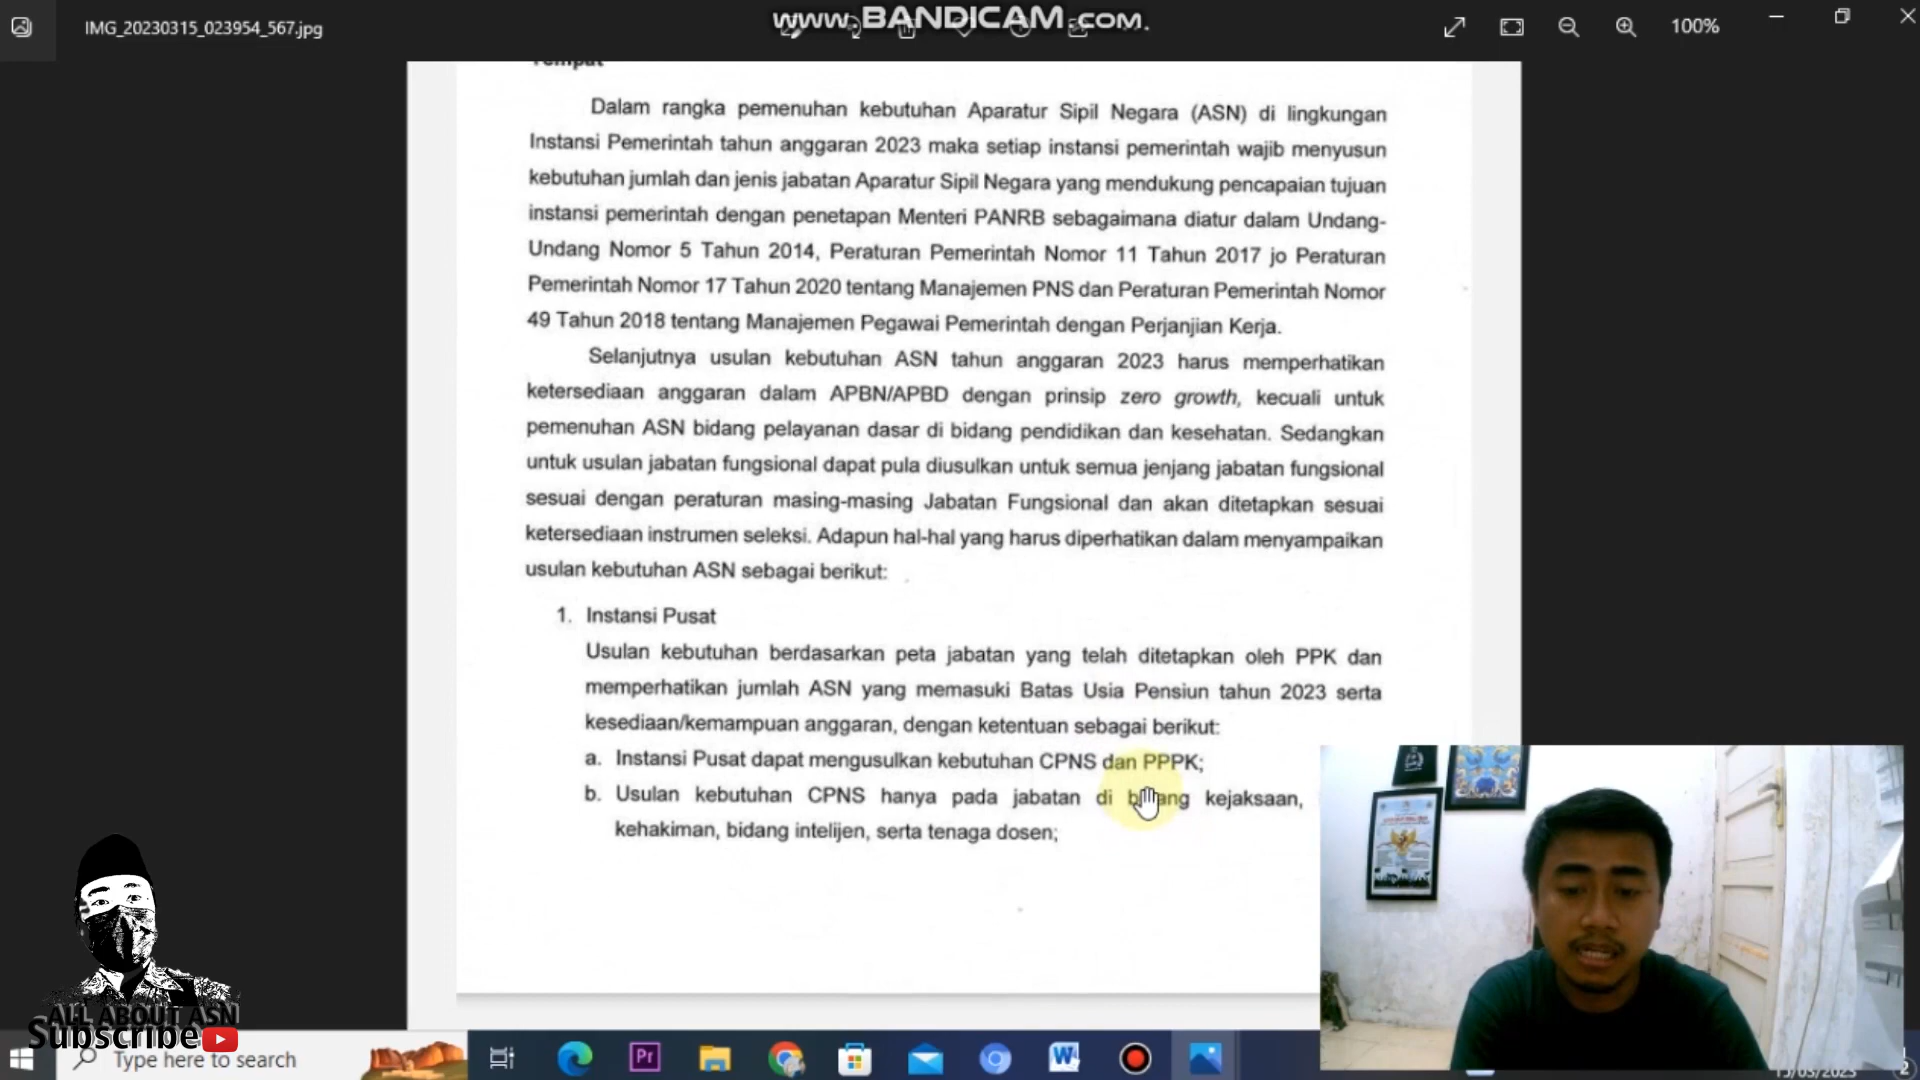 www.BANDICAM.COM.
IMG_20230315_023954_567.jpg
100%
Tempat
Dalam rangka pemenuhan kebutuhan Aparatur Sipil Negara (ASN) di lingkungan
Instansi Pemerintah tahun anggaran 2023 maka setiap instansi pemerintah wajib menyusun
kebutuhan jumlah dan jenis jabatan Aparatur Sipil Negara yang mendukung pencapaian tujuan
instansi pemerintah dengan penetapan Menteri PANRB sebagaimana diatur dalam Undang-
Undang Nomor 5 Tahun 2014, Peraturan Pemerintah Nomor 11 Tahun 2017 jo Peraturan
Pemerintah Nomor 17 Tahun 2020 tentang Manajemen PNS dan Peraturan Pemerintah Nomor
49 Tahun 2018 tentang Manajemen Pegawai Pemerintah dengan Perjanjian Kerja.
Selanjutnya usulan kebutuhan ASN tahun anggaran 2023 harus memperhatikan
ketersediaan anggaran dalam APBN/APBD dengan prinsip zero growth, kecuali untuk
pemenuhan ASN bidang pelayanan dasar di bidang pendidikan dan kesehatan. Sedangkan
untuk usulan jabatan fungsional dapat pula diusulkan untuk semua jenjang jabatan fungsional
sesuai dengan peraturan masing-masing Jabatan Fungsional dan akan ditetapkan sesuai
ketersediaan instrumen seleksi. Adapun hal-hal yang harus diperhatikan dalam menyampaikan
usulan kebutuhan ASN sebagai berikut:
1. Instansi Pusat
Usulan kebutuhan berdasarkan peta jabatan yang telah ditetapkan oleh PPK dan
memperhatikan jumlah ASN yang memasuki Batas Usia Pensiun tahun 2023 serta
kesediaan/kemampuan anggaran, dengan ketentuan sebagai berikut:
a. Instansi Pusat dapat mengusulkan kebutuhan CPNS dan PPPK;
b. Usulan kebutuhan CPNS hanya pada jabatan di bidang kejaksaan,
kehakiman, bidang intelijen, serta tenaga dosen;
ALL ABOUT ASN
Subscribe
Type here to search
Pr
W
15/03/2023
2